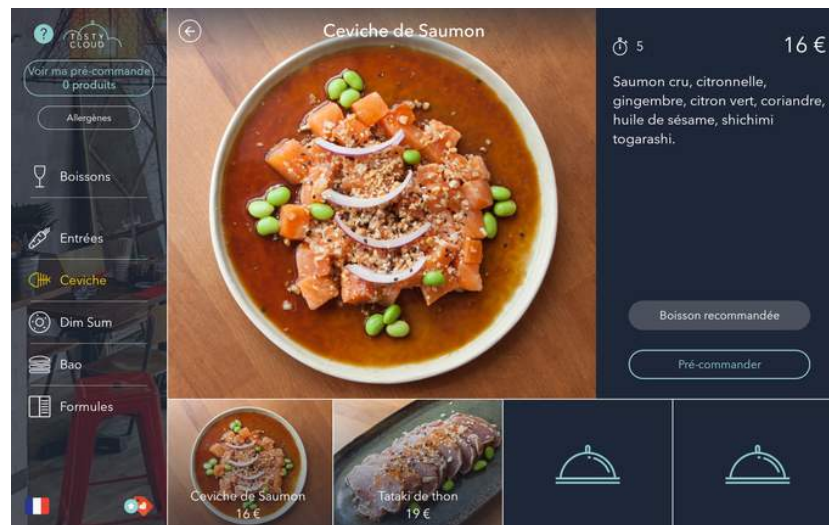 ?
TASTY
CLOUD
Voir ma pré-commande
0 produits
Allergènes
Boissons
Entrées
Ceviche
Dim Sum
Bao
Formules
Ceviche de Saumon
5
16 €
Saumon cru, citronnelle,
gingembre, citron vert, coriandre,
huile de sésame, shichimi
togarashi.
Boisson recommandée
Pré-commander
Ceviche de Saumon
16 €
Tataki de thon
19 €